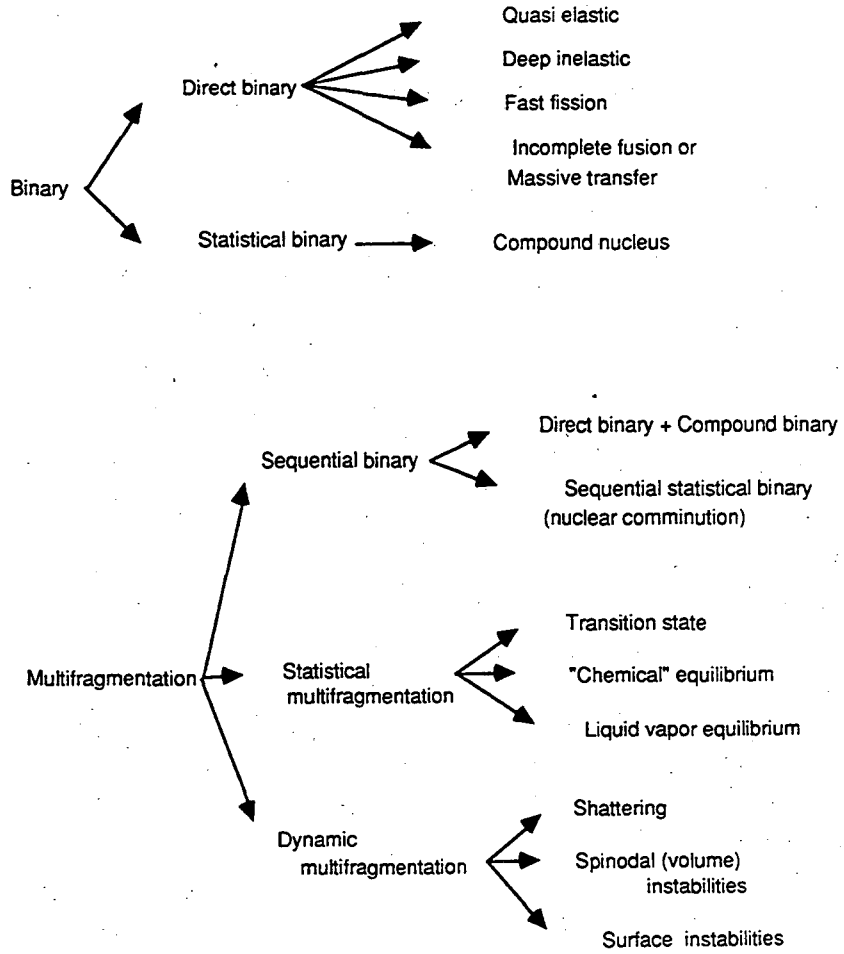 Quasi elastic
Deep inelastic
Direct binary
Fast fission
Incomplete fusion or
Massive transfer
Binary
Statistical binary
Compound nucleus
Direct binary + Compound binary
Sequential binary
Sequential statistical binary
(nuclear comminution)
Transition state
Multifragmentation
Statistical
multifragmentation
"Chemical" equilibrium
Liquid vapor equilibrium
Shattering
Dynamic
multifragmentation
Spinodal (volume)
instabilities
Surface instabilities